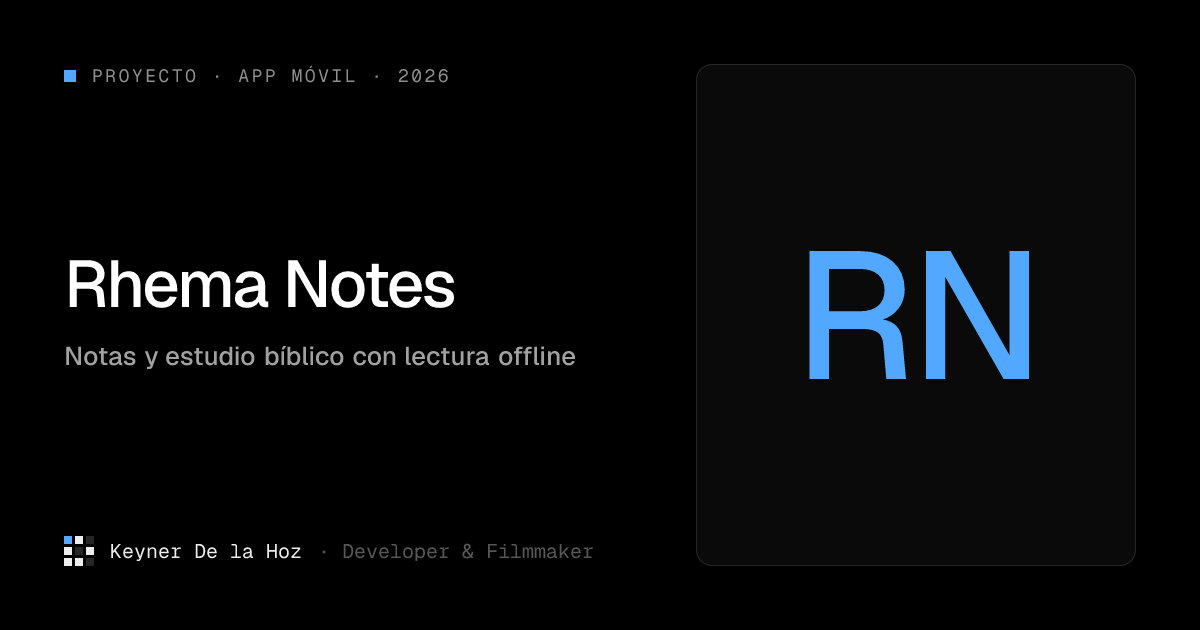 PROYECTO · APP MÓVIL · 2026
Rhema Notes
Notas y estudio bíblico con lectura offline
Keyner De la Hoz · Developer & Filmmaker
RN